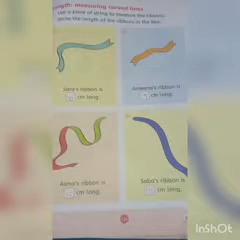 Length: measuring curved lines
Use a piece of string to measure the ribbons.
Write the length of the ribbons in the box.
Sara's ribbon is
cm long.
Ameena's ribbon is
cm long.
Asma's ribbon is
cm long.
Saba's ribbon is
cm long.
InShOt